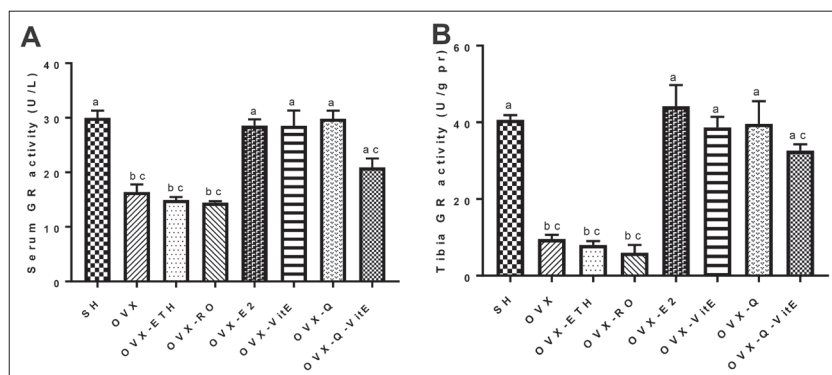 A
Serum GR activity (U/L)
40
30
20
10
0
a
b c
b c
b c
a
a
a
a c
SH
OVX
OVX-ETH
OVX-RO
OVX-E2
OVX-VitE
OVX-Q
OVX-Q-VitE
B
Tibia GR activity (U/g pr)
60
40
20
0
a
b c
b c
b c
a
a
a
a c
SH
OVX
OVX-ETH
OVX-RO
OVX-E2
OVX-VitE
OVX-Q
OVX-Q-VitE